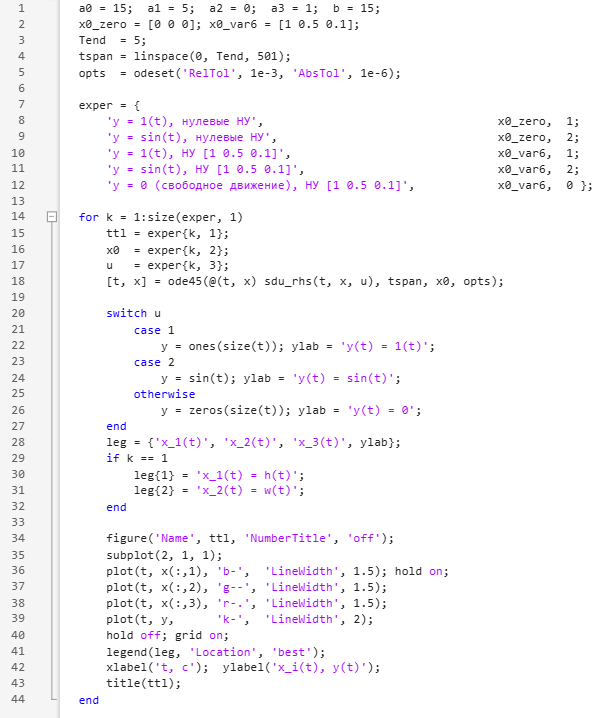 1 a0 = 15; a1 = 5; a2 = 0; a3 = 1; b = 15;
2 x0_zero = [0 0 0]; x0_var6 = [1 0.5 0.1];
3 Tend = 5;
4 tspan = linspace(0, Tend, 501);
5 opts = odeset('RelTol', 1e-3, 'AbsTol', 1e-6);
6
7 exper = {
8 'y = 1(t), нулевые НУ', x0_zero, 1;
9 'y = sin(t), нулевые НУ', x0_zero, 2;
10 'y = 1(t), НУ [1 0.5 0.1]', x0_var6, 1;
11 'y = sin(t), НУ [1 0.5 0.1]', x0_var6, 2;
12 'y = 0 (свободное движение), НУ [1 0.5 0.1]', x0_var6, 0 };
13
14 for k = 1:size(exper, 1)
15 ttl = exper{k, 1};
16 x0 = exper{k, 2};
17 u = exper{k, 3};
18 [t, x] = ode45(@(t, x) sdu_rhs(t, x, u), tspan, x0, opts);
19
20 switch u
21 case 1
22 y = ones(size(t)); ylab = 'y(t) = 1(t)';
23 case 2
24 y = sin(t); ylab = 'y(t) = sin(t)';
25 otherwise
26 y = zeros(size(t)); ylab = 'y(t) = 0';
27 end
28 leg = {'x_1(t)', 'x_2(t)', 'x_3(t)', ylab};
29 if k == 1
30 leg{1} = 'x_1(t) = h(t)';
31 leg{2} = 'x_2(t) = w(t)';
32 end
33
34 figure('Name', ttl, 'NumberTitle', 'off');
35 subplot(2, 1, 1);
36 plot(t, x(:,1), 'b-', 'LineWidth', 1.5); hold on;
37 plot(t, x(:,2), 'g--', 'LineWidth', 1.5);
38 plot(t, x(:,3), 'r-.', 'LineWidth', 1.5);
39 plot(t, y, 'k-', 'LineWidth', 2);
40 hold off; grid on;
41 legend(leg, 'Location', 'best');
42 xlabel('t, c'); ylabel('x_i(t), y(t)');
43 title(ttl);
44 end